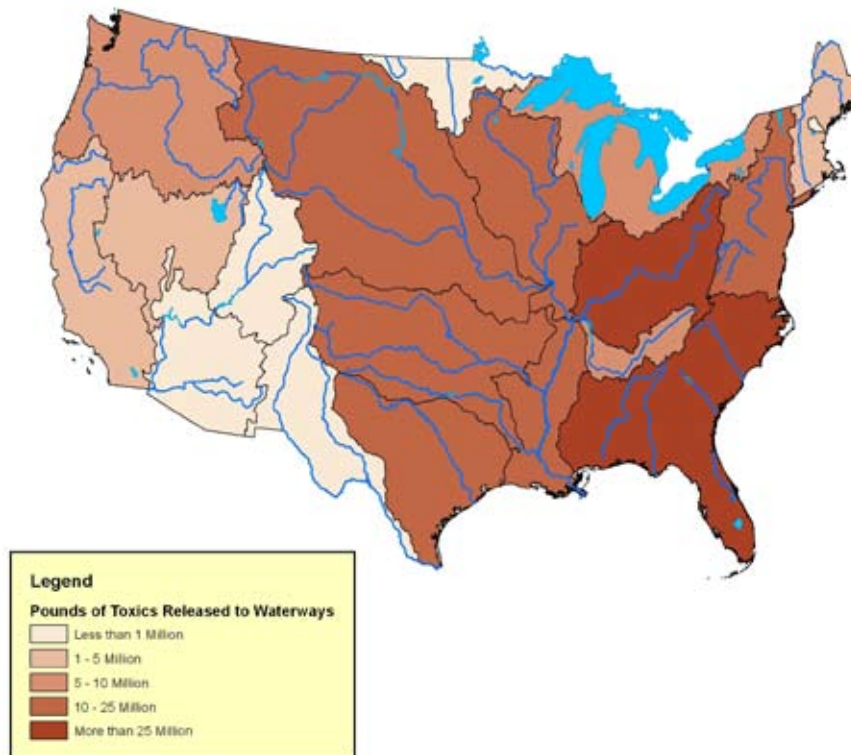 Legend
Pounds of Toxics Released to Waterways
Less than 1 Million
1 - 5 Million
5 - 10 Million
10 - 25 Million
More than 25 Million